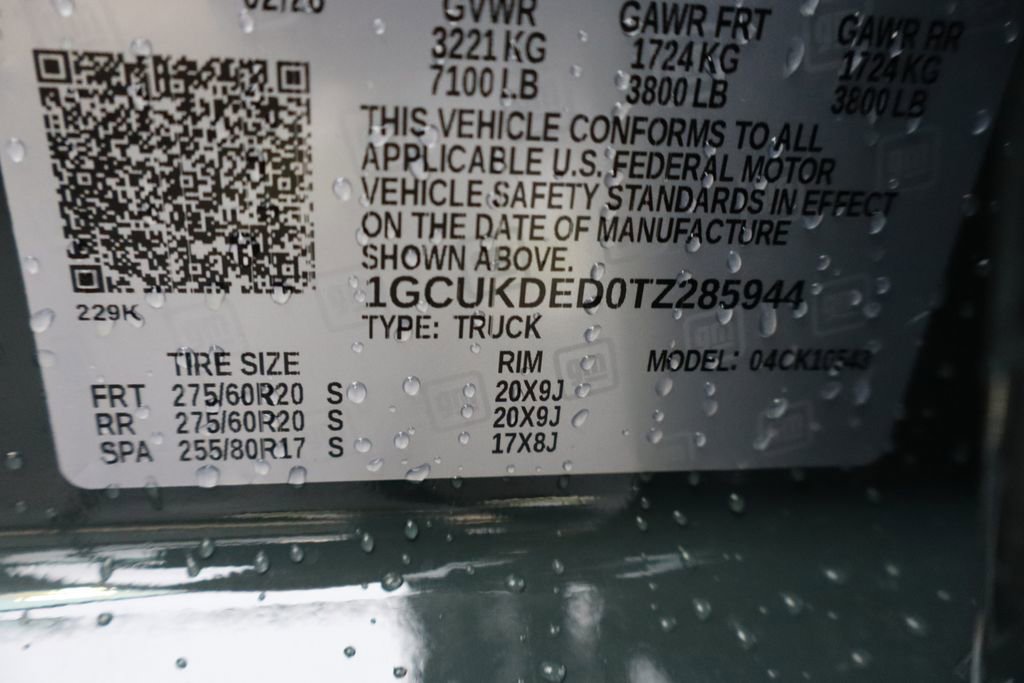 02/26
GVWR GAWR FRT GAWR RR
3221 KG 1724 KG 1724 KG
7100 LB 3800 LB 3800 LB
THIS VEHICLE CONFORMS TO ALL
APPLICABLE U.S. FEDERAL MOTOR
VEHICLE SAFETY STANDARDS IN EFFECT
ON THE DATE OF MANUFACTURE
SHOWN ABOVE.
1GCUKDED0TZ285944
229K
TYPE: TRUCK
TIRE SIZE RIM MODEL: 04CK10543
FRT 275/60R20 S 20X9J
RR 275/60R20 S 20X9J
SPA 255/80R17 S 17X8J